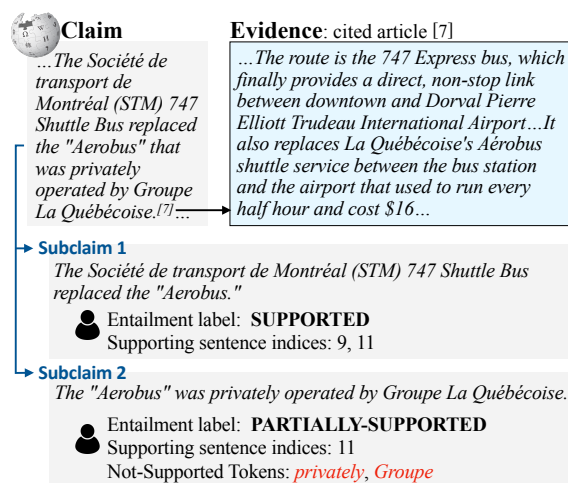 Claim
…The Société de
transport de
Montréal (STM) 747
Shuttle Bus replaced
the "Aerobus" that
was privately
operated by Groupe
La Québécoise.[7]…
Evidence: cited article [7]
…The route is the 747 Express bus, which
finally provides a direct, non-stop link
between downtown and Dorval Pierre
Elliott Trudeau International Airport…It
also replaces La Québécoise's Aérobus
shuttle service between the bus station
and the airport that used to run every
half hour and cost $16…
Subclaim 1
The Société de transport de Montréal (STM) 747 Shuttle Bus
replaced the "Aerobus."
Entailment label: SUPPORTED
Supporting sentence indices: 9, 11
Subclaim 2
The "Aerobus" was privately operated by Groupe La Québécoise.
Entailment label: PARTIALLY-SUPPORTED
Supporting sentence indices: 11
Not-Supported Tokens: privately, Groupe